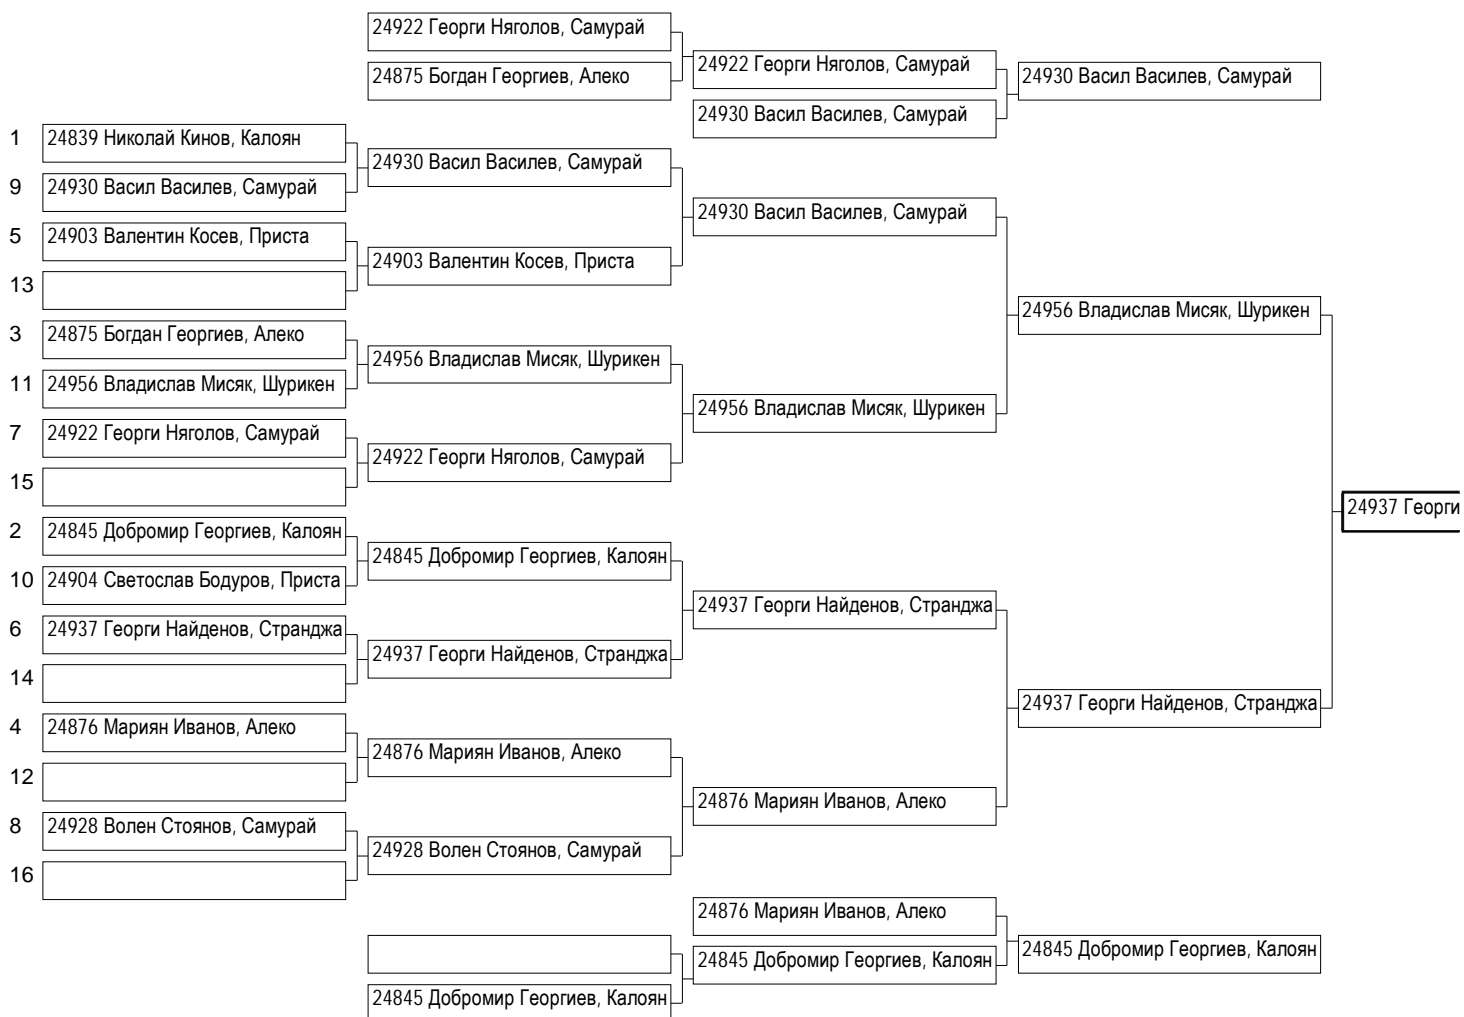 24922 Георги Няголов, Самурай
24875 Богдан Георгиев, Алеко
24922 Георги Няголов, Самурай
24930 Васил Василев, Самурай
24930 Васил Василев, Самурай
1 24839 Николай Кинов, Калоян
9 24930 Васил Василев, Самурай
24930 Васил Василев, Самурай
5 24903 Валентин Косев, Приста
13
24903 Валентин Косев, Приста
24930 Васил Василев, Самурай
3 24875 Богдан Георгиев, Алеко
11 24956 Владислав Мисяк, Шурикен
24956 Владислав Мисяк, Шурикен
7 24922 Георги Няголов, Самурай
15
24922 Георги Няголов, Самурай
24956 Владислав Мисяк, Шурикен
24956 Владислав Мисяк, Шурикен
2 24845 Добромир Георгиев, Калоян
10 24904 Светослав Бодуров, Приста
24845 Добромир Георгиев, Калоян
6 24937 Георги Найденов, Странджа
14
24937 Георги Найденов, Странджа
24937 Георги Найденов, Странджа
4 24876 Мариян Иванов, Алеко
12
24876 Мариян Иванов, Алеко
8 24928 Волен Стоянов, Самурай
16
24928 Волен Стоянов, Самурай
24876 Мариян Иванов, Алеко
24937 Георги Найденов, Странджа
24937 Георги
24876 Мариян Иванов, Алеко
24845 Добромир Георгиев, Калоян
24845 Добромир Георгиев, Калоян
24845 Добромир Георгиев, Калоян